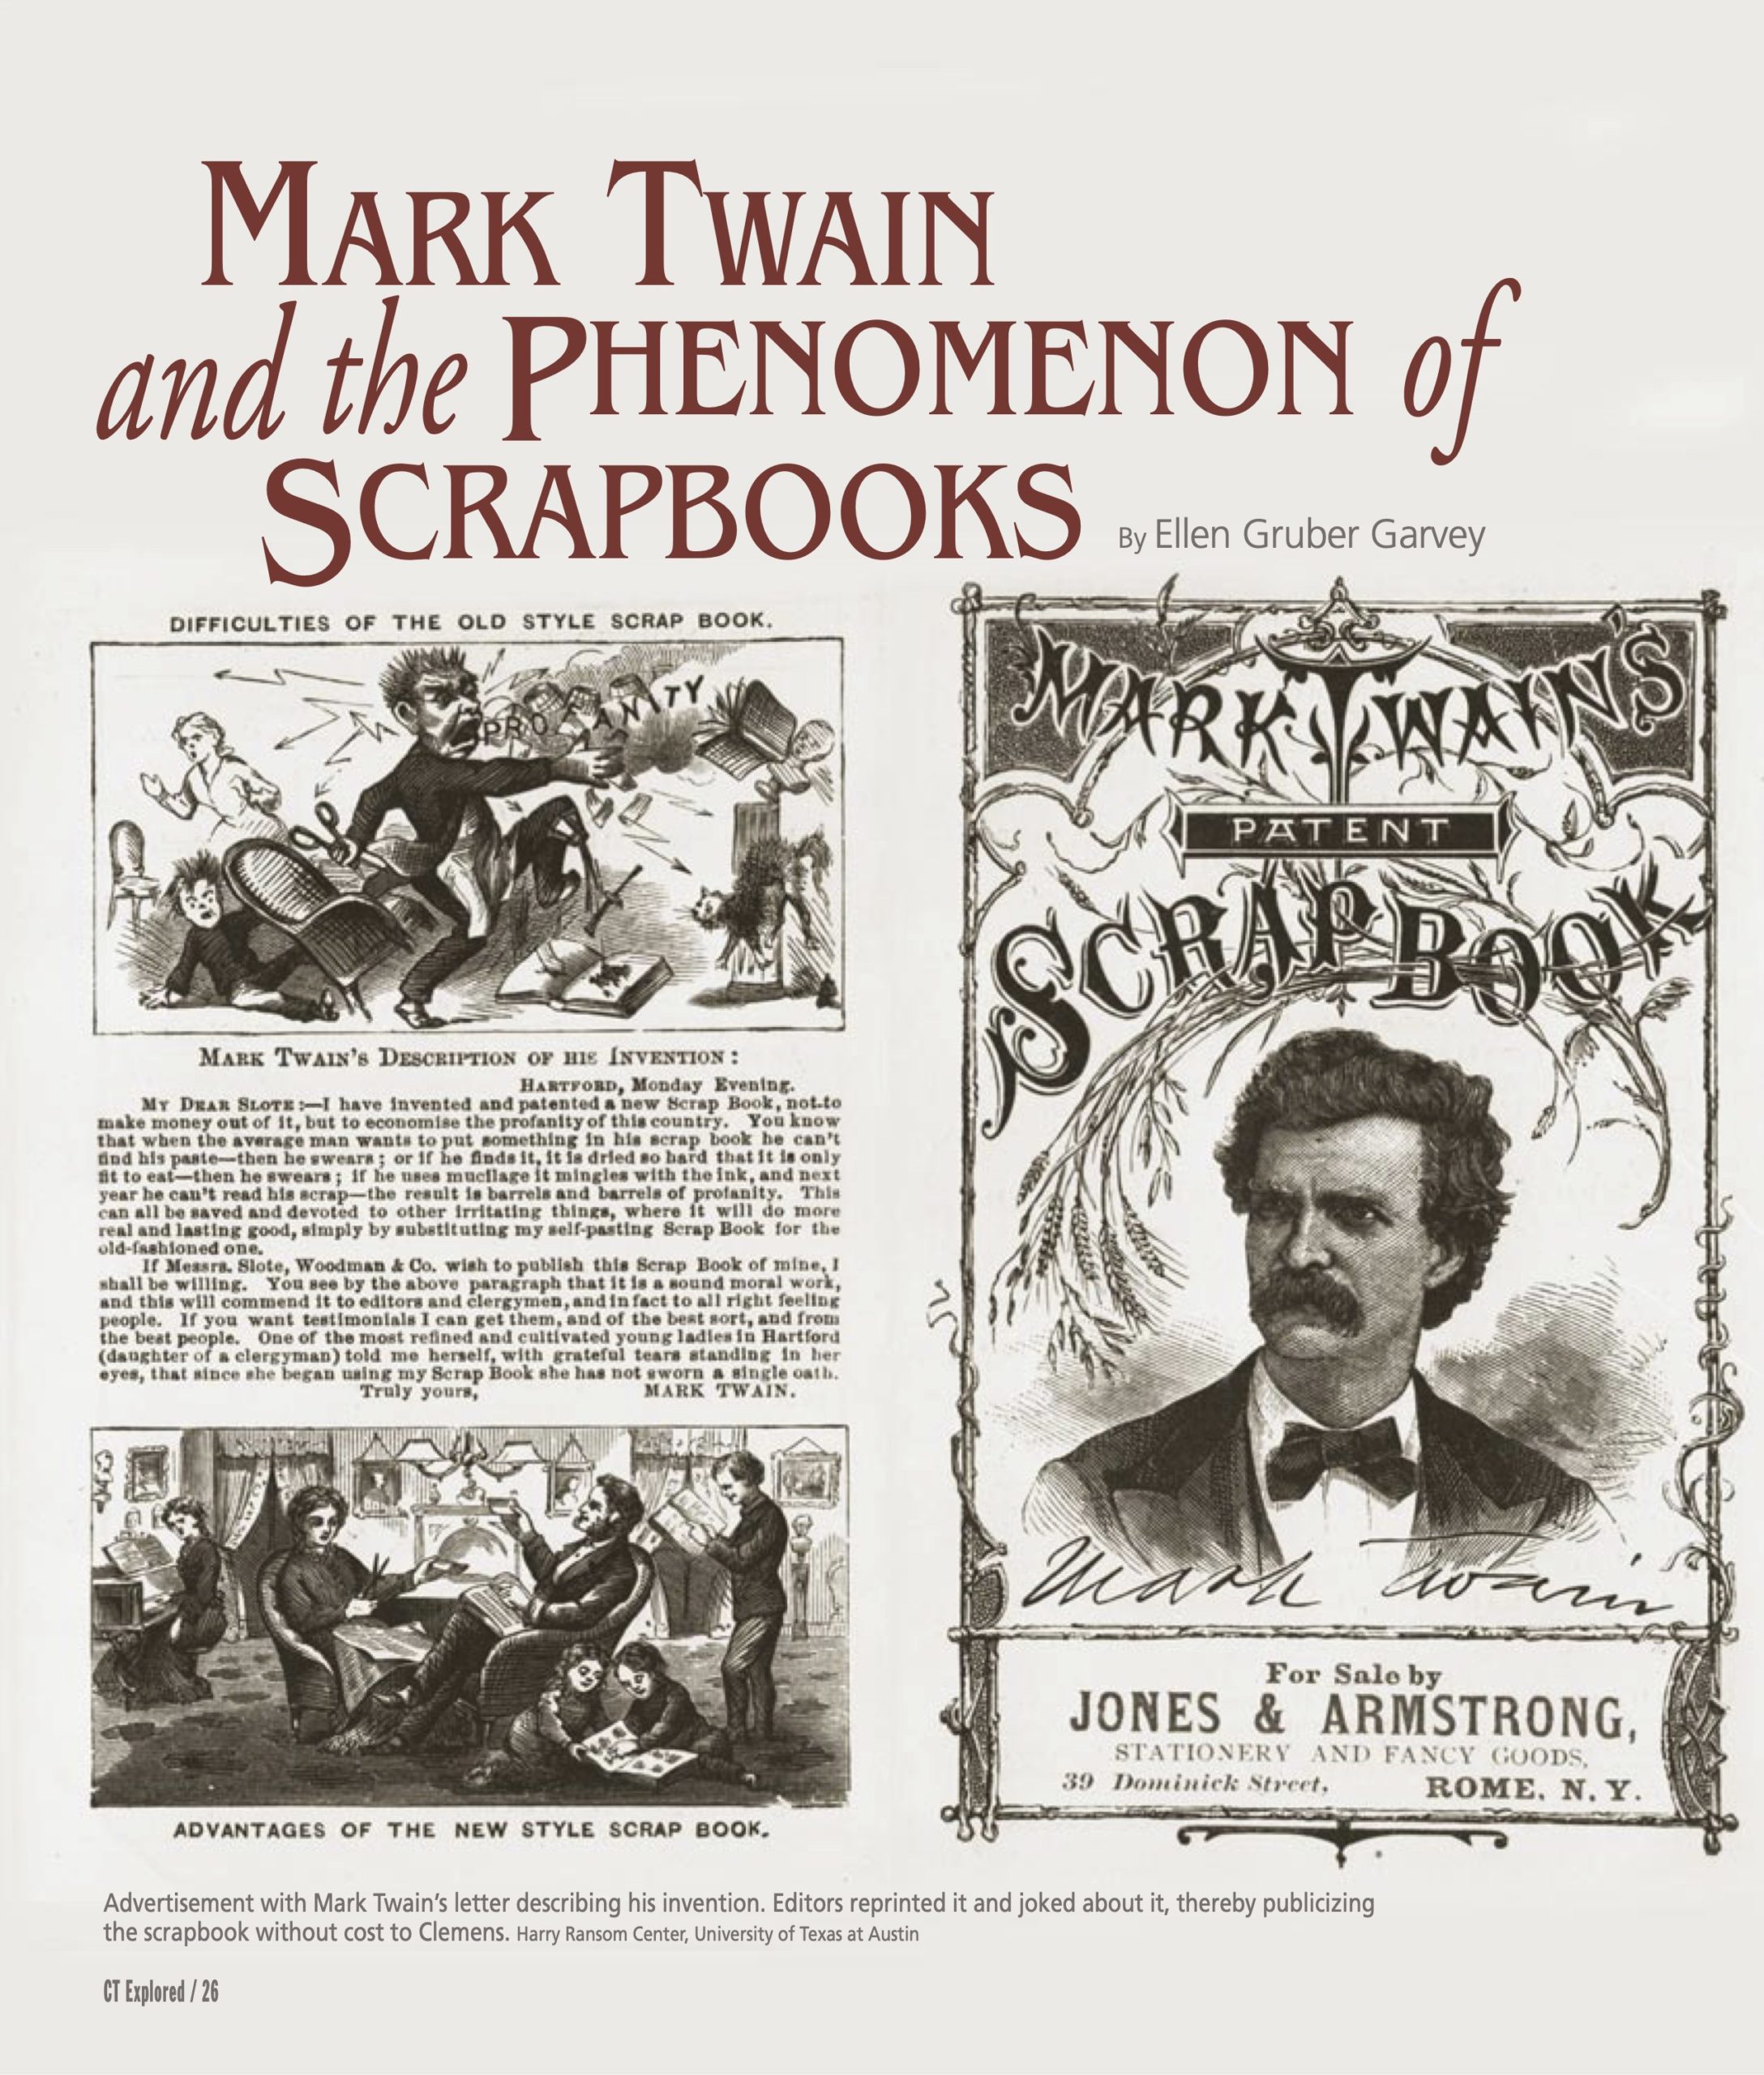 MARK TWAIN
and the PHENOMENON of
SCRAPBOOKS
By Ellen Gruber Garvey
DIFFICULTIES OF THE OLD STYLE SCRAP BOOK.
PROFANITY
MARK TWAIN'S DESCRIPTION OF HIS INVENTION:
HARTFORD, Monday Evening.
MY DEAR SLOTE:—I have invented and patented a new Scrap Book, not to
make money out of it, but to economise the profanity of this country. You know
that when the average man wants to put something in his scrap book he can't
find his paste—then he swears; or if he finds it, it is dried so hard that it is only
fit to eat—then he swears; if he uses mucilage it mingles with the ink, and next
year he can't read his scrap—the result is barrels and barrels of profanity. This
can all be saved and devoted to other irritating things, where it will do more
real and lasting good, simply by substituting my self-pasting Scrap Book for the
old-fashioned one.
If Messrs. Slote, Woodman & Co. wish to publish this Scrap Book of mine, I
shall be willing. You see by the above paragraph that it is a sound moral work,
and this will commend it to editors and clergymen, and in fact to all right feeling
people. If you want testimonials I can get them, and of the best sort, and from
the best people. One of the most refined and cultivated young ladies in Hartford
(daughter of a clergyman) told me herself, with grateful tears standing in her
eyes, that since she began using my Scrap Book she has not sworn a single oath.
Truly yours, MARK TWAIN.
ADVANTAGES OF THE NEW STYLE SCRAP BOOK.
MARK TWAIN'S
PATENT
SCRAP BOOK
Mark Twain
For Sale by
JONES & ARMSTRONG,
STATIONERY AND FANCY GOODS,
39 Dominick Street, ROME, N. Y.
Advertisement with Mark Twain's letter describing his invention. Editors reprinted it and joked about it, thereby publicizing
the scrapbook without cost to Clemens. Harry Ransom Center, University of Texas at Austin
CT Explored / 26